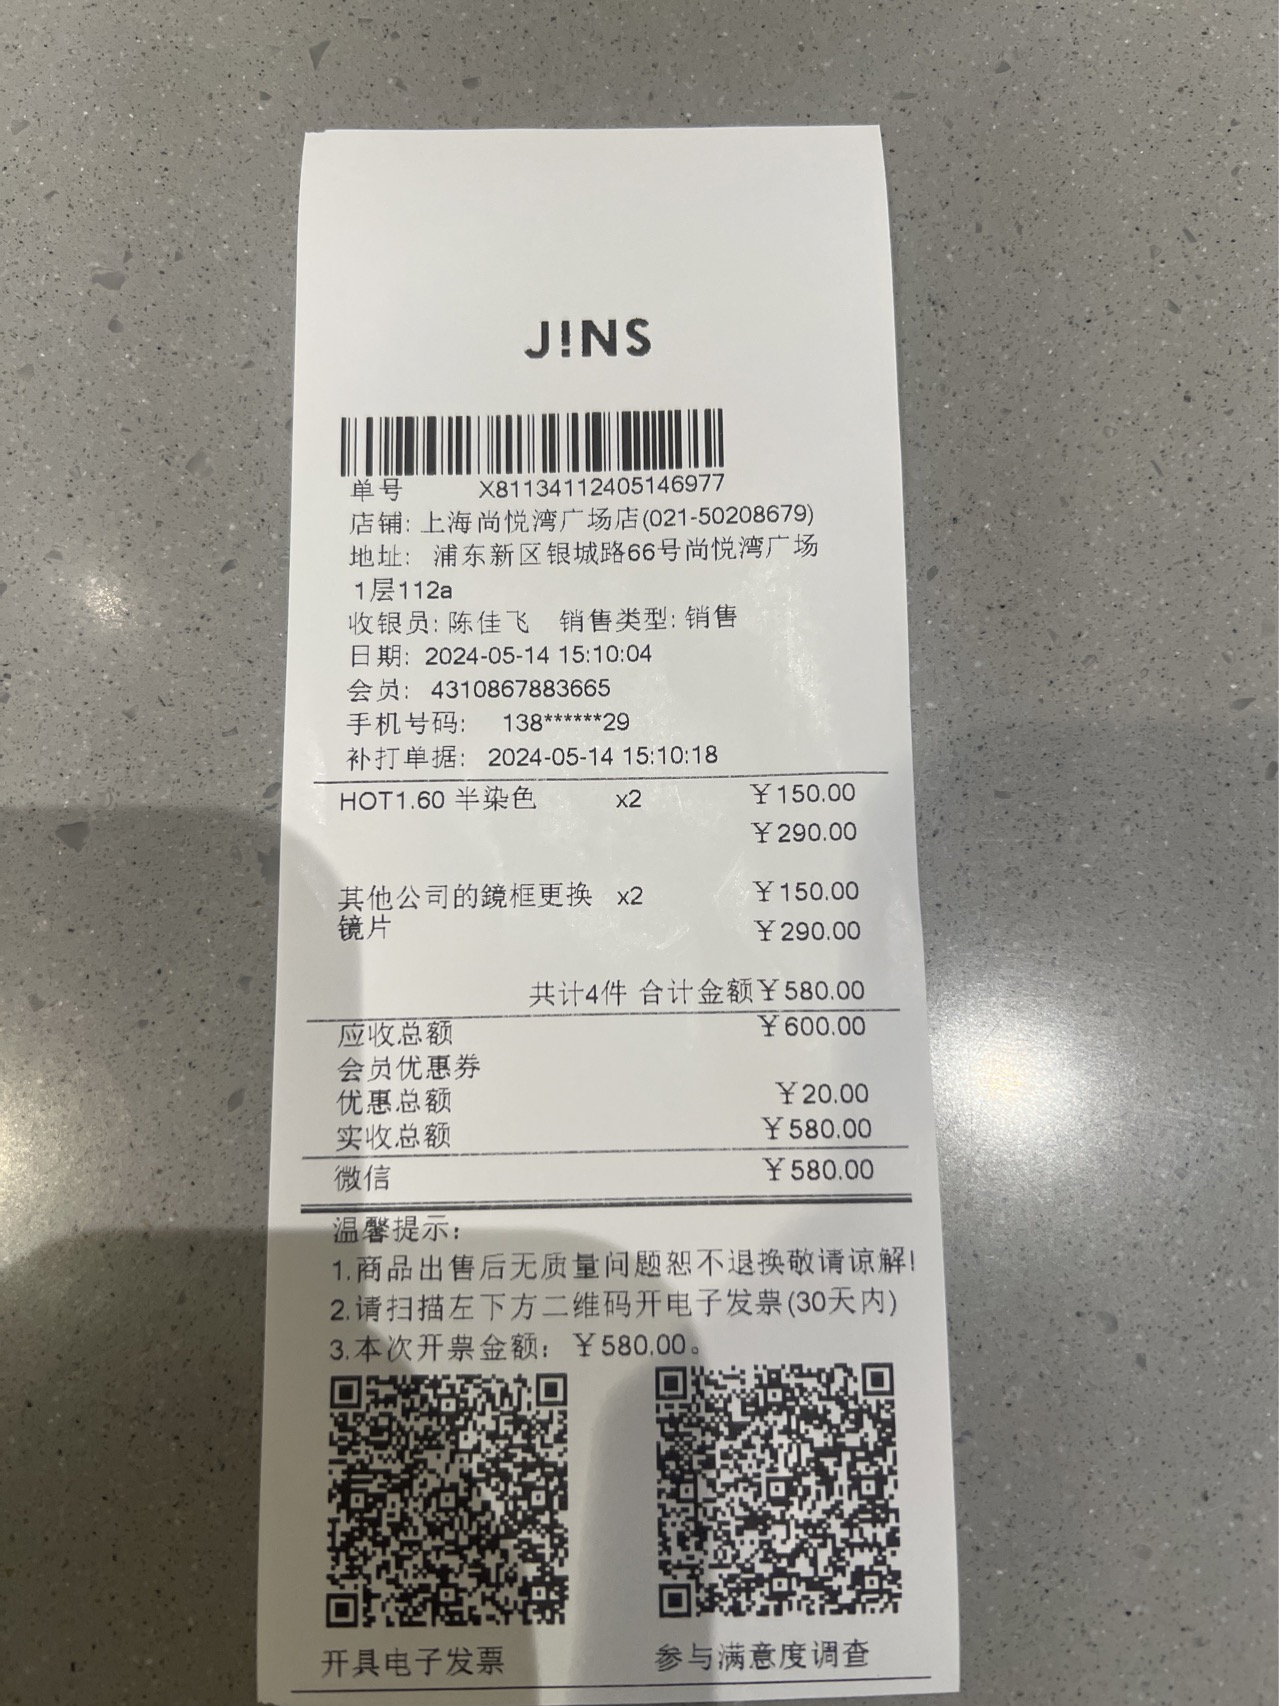 J!NS
单号 X81134112405146977
店铺: 上海尚悦湾广场店(021-50208679)
地址: 浦东新区银城路66号尚悦湾广场
1层112a
收银员: 陈佳飞 销售类型: 销售
日期: 2024-05-14 15:10:04
会员: 4310867883665
手机号码: 138******29
补打单据: 2024-05-14 15:10:18
HOT1.60 半染色 x2 ￥150.00
￥290.00
其他公司的鏡框更换 x2 ￥150.00
镜片 ￥290.00
共计4件 合计金额￥580.00
应收总额 ￥600.00
会员优惠券
优惠总额 ￥20.00
实收总额 ￥580.00
微信 ￥580.00
温馨提示:
1.商品出售后无质量问题恕不退换敬请谅解!
2.请扫描左下方二维码开电子发票(30天内)
3.本次开票金额: ￥580.00。
开具电子发票 参与满意度调查